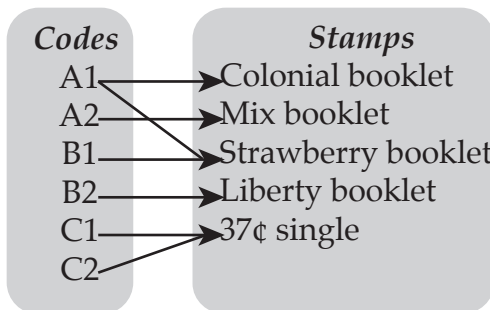 Codes Stamps
A1 Colonial booklet
A2 Mix booklet
B1 Strawberry booklet
B2 Liberty booklet
C1 37¢ single
C2